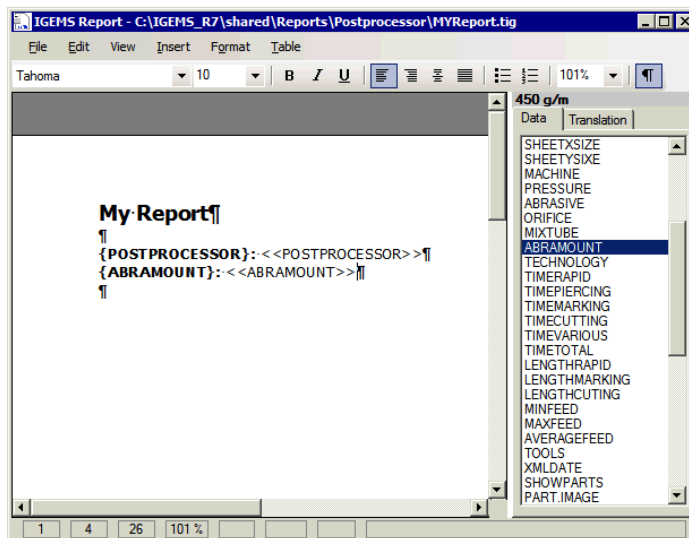 IGEMS Report - C:\IGEMS_R7\shared\Reports\Postprocessor\MYReport.tig
File Edit View Insert Format Table
Tahoma 10 B I U 101% ¶
450 g/m
Data Translation
My·Report¶
¶
{POSTPROCESSOR}:·<<POSTPROCESSOR>>¶
{ABRAMOUNT}:·<<ABRAMOUNT>>¶
¶
SHEETXSIZE
SHEETYSIXE
MACHINE
PRESSURE
ABRASIVE
ORIFICE
MIXTUBE
ABRAMOUNT
TECHNOLOGY
TIMERAPID
TIMEPIERCING
TIMEMARKING
TIMECUTTING
TIMEVARIOUS
TIMETOTAL
LENGTHRAPID
LENGTHMARKING
LENGTHCUTING
MINFEED
MAXFEED
AVERAGEFEED
TOOLS
XMLDATE
SHOWPARTS
PART.IMAGE
1 4 26 101 %